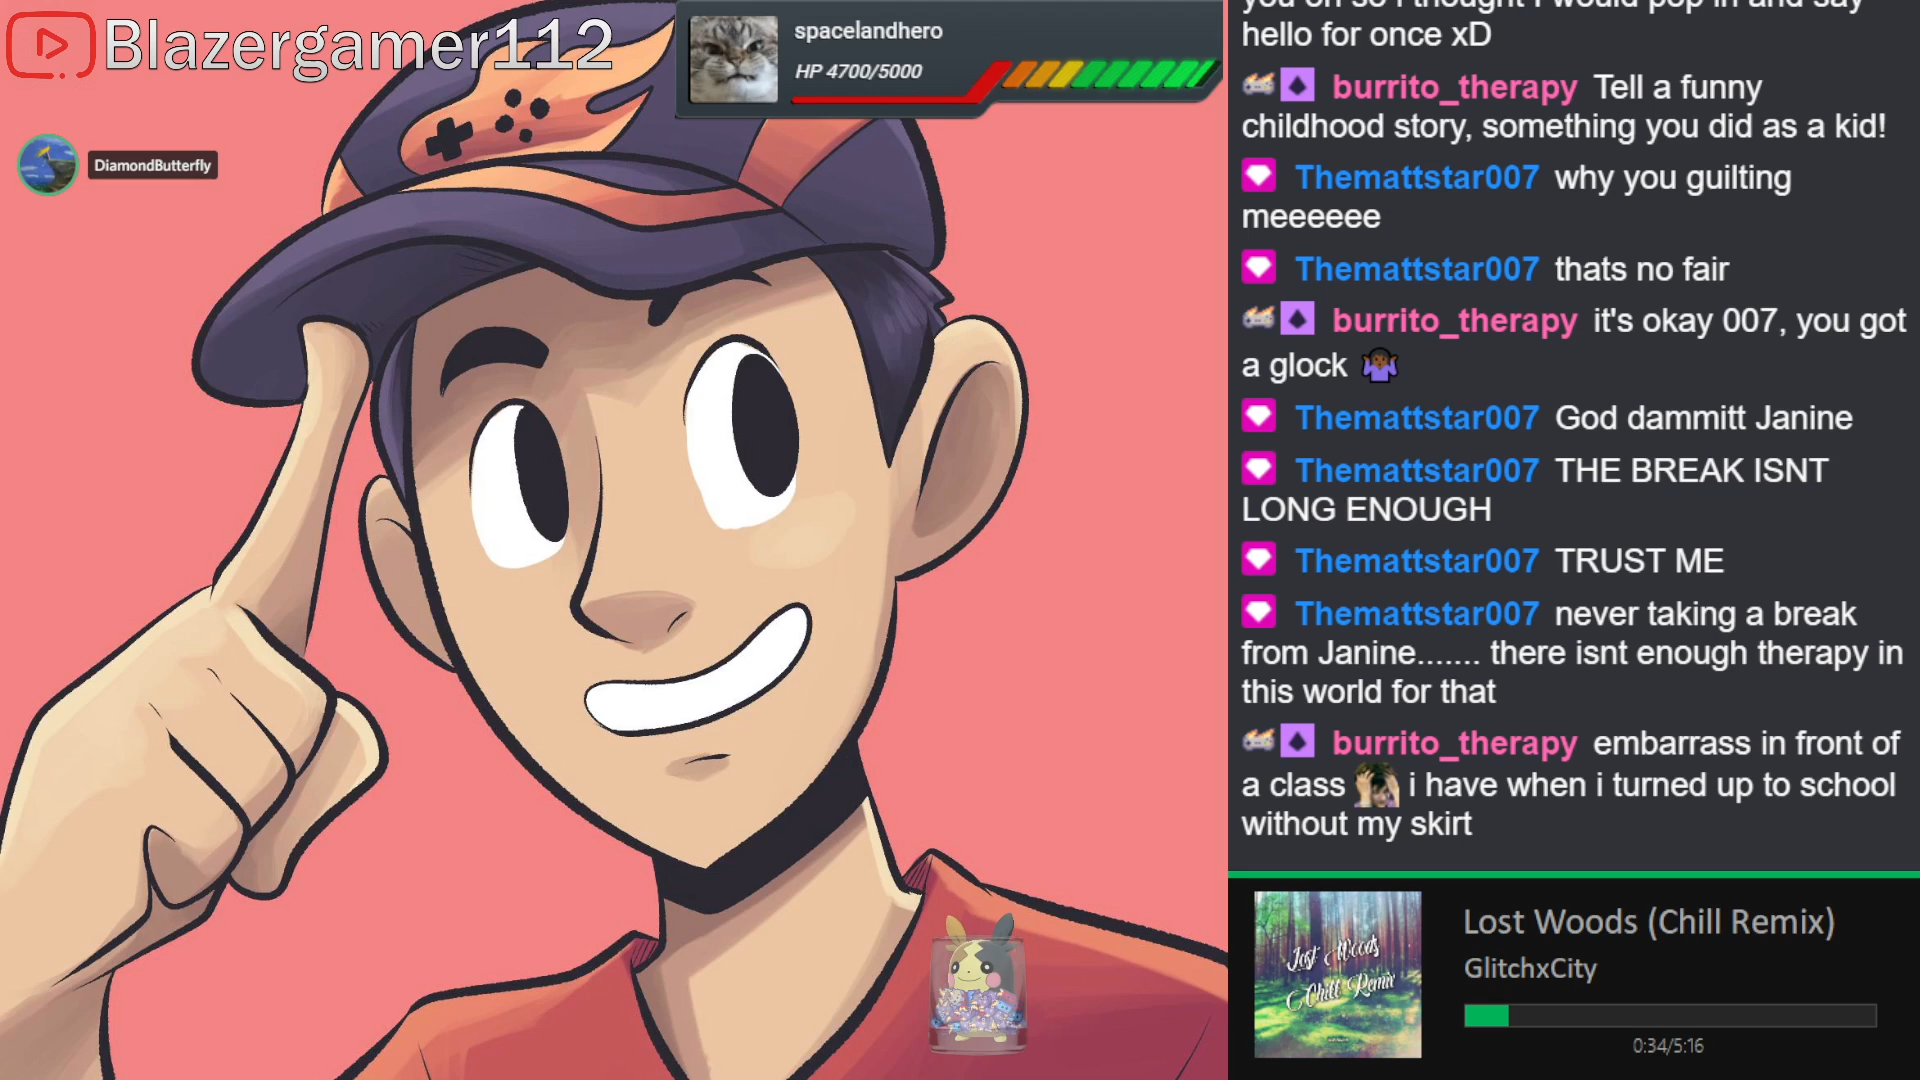 Blazergamer112
spacelandhero
HP 4700/5000
DiamondButterfly
hello for once xD
burrito_therapy Tell a funny
childhood story, something you did as a kid!
Themattstar007 why you guilting
meeeeee
Themattstar007 thats no fair
burrito_therapy it's okay 007, you got
a glock
Themattstar007 God dammitt Janine
Themattstar007 THE BREAK ISNT
LONG ENOUGH
Themattstar007 TRUST ME
Themattstar007 never taking a break
from Janine....... there isnt enough therapy in
this world for that
burrito_therapy embarrass in front of
a class i have when i turned up to school
without my skirt
Lost Woods
Chill Remix
Lost Woods (Chill Remix)
GlitchxCity
0:34/5:16